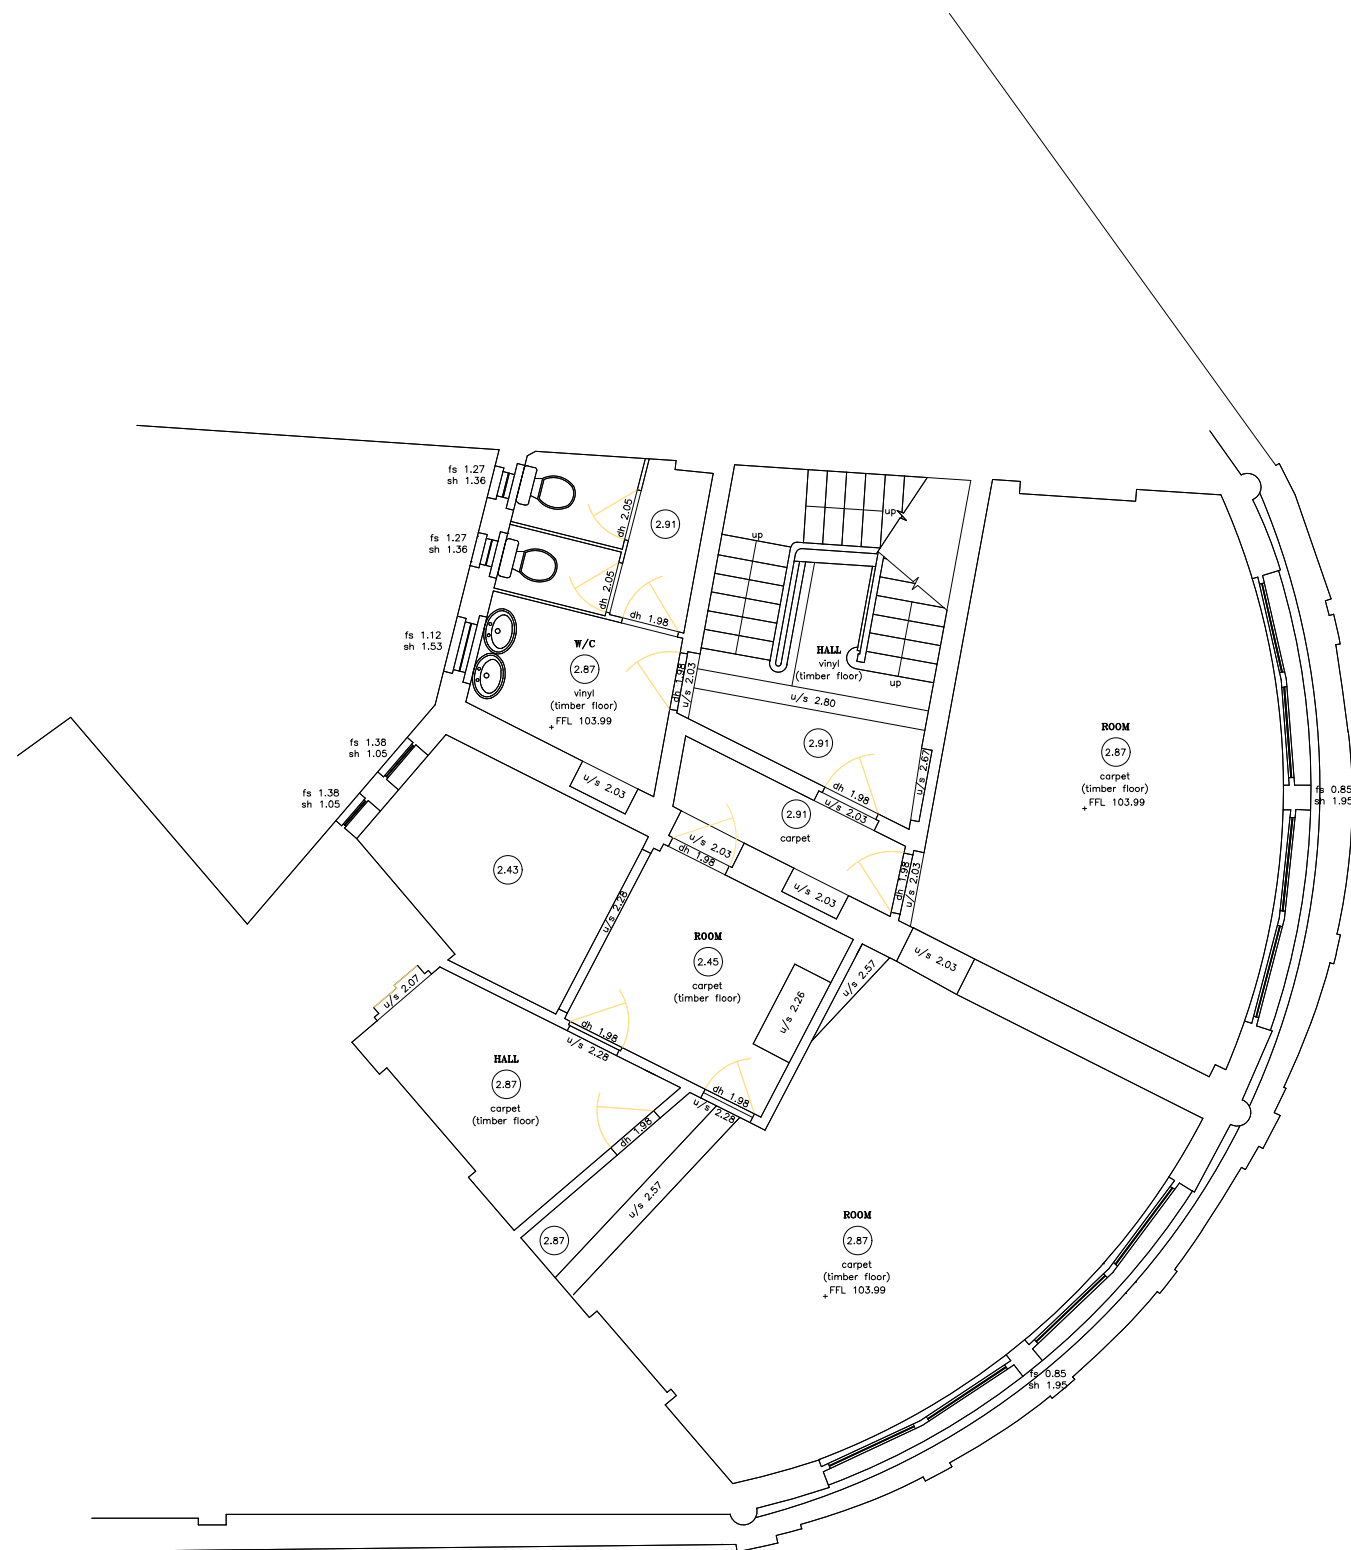 fs 1.27
sh 1.36
dh 2.05
2.91
up
up
fs 1.27
sh 1.36
dh 2.05
dh 1.98
fs 1.12
sh 1.53
W/C
2.87
vinyl
(timber floor)
FFL 103.99
dh 1.98
u/s 2.03
HALL
vinyl
(timber floor)
up
u/s 2.80
2.91
u/s 2.67
ROOM
2.87
carpet
(timber floor)
FFL 103.99
fs 0.85
sh 1.95
fs 1.38
sh 1.05
fs 1.38
sh 1.05
u/s 2.03
dh 1.98
u/s 2.03
2.91
carpet
u/s 2.03
dh 1.98
u/s 2.03
dh 1.98
u/s 2.03
2.43
u/s 2.28
ROOM
2.45
carpet
(timber floor)
u/s 2.26
u/s 2.57
u/s 2.03
u/s 2.07
dh 1.98
u/s 2.28
HALL
2.87
carpet
(timber floor)
dh 1.98
u/s 2.28
dh 1.98
u/s 2.57
2.87
ROOM
2.87
carpet
(timber floor)
FFL 103.99
fs 0.85
sh 1.95